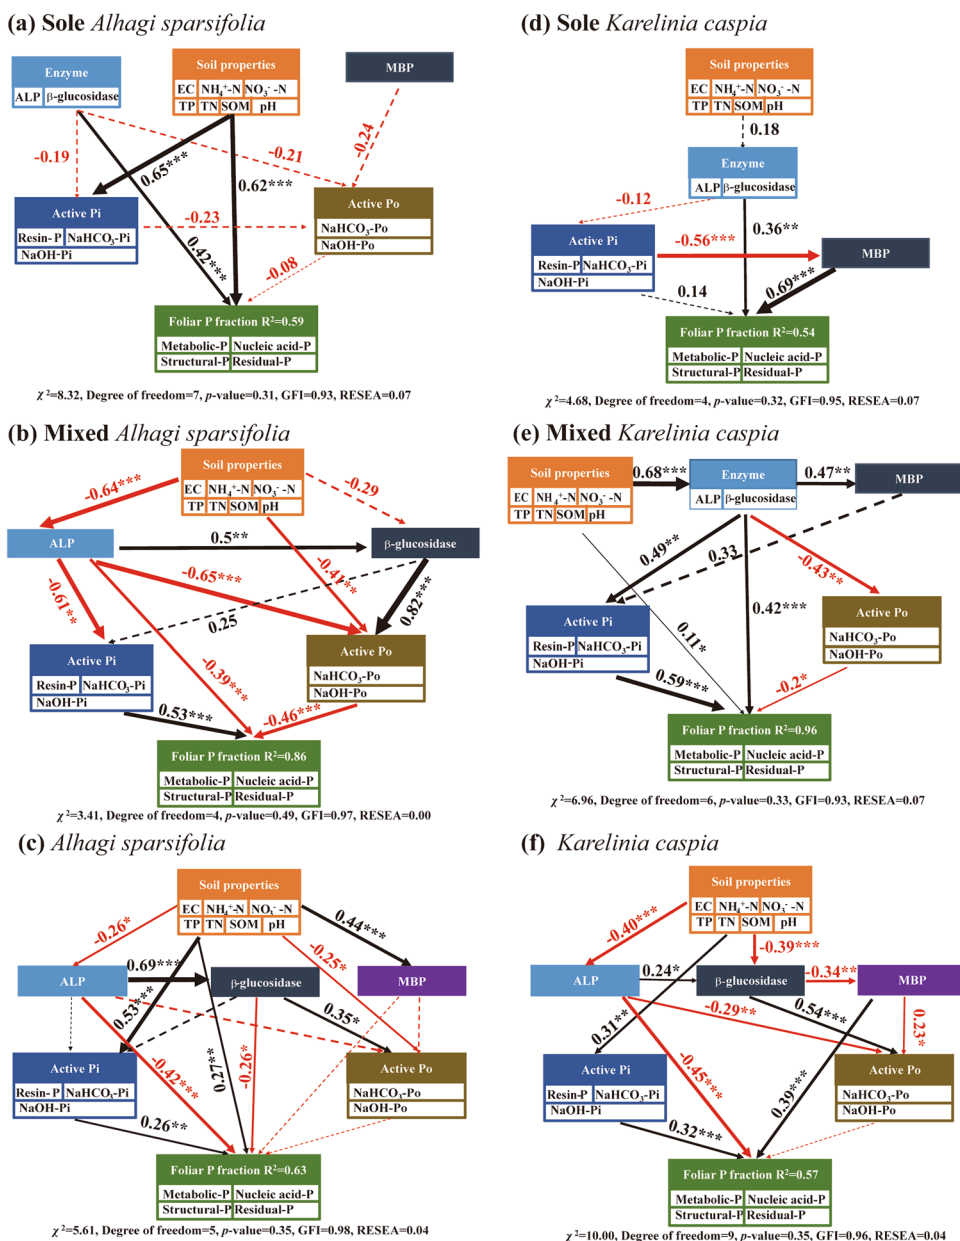 (a) Sole Alhagi sparsifolia
Enzyme
ALP β-glucosidase
Soil properties
EC NH₄⁺-N NO₃⁻-N
TP TN SOM pH
MBP
-0.19
0.65***
-0.21
-0.24
0.62***
Active Pi
Resin-P NaHCO₃-Pi
NaOH-Pi
-0.23
Active Po
NaHCO₃-Po
NaOH-Po
0.42***
-0.08
Foliar P fraction R²=0.59
Metabolic-P Nucleic acid-P
Structural-P Residual-P
χ²=8.32, Degree of freedom=7, p-value=0.31, GFI=0.93, RESEA=0.07
(b) Mixed Alhagi sparsifolia
Soil properties
EC NH₄⁺-N NO₃⁻-N
TP TN SOM pH
-0.64***
-0.29
ALP
0.5**
β-glucosidase
-0.61**
-0.65***
-0.41**
0.82***
0.25
Active Pi
Resin-P NaHCO₃-Pi
NaOH-Pi
Active Po
NaHCO₃-Po
NaOH-Po
-0.39***
0.53***
-0.46***
Foliar P fraction R²=0.86
Metabolic-P Nucleic acid-P
Structural-P Residual-P
χ²=3.41, Degree of freedom=4, p-value=0.49, GFI=0.97, RESEA=0.00
(c) Alhagi sparsifolia
Soil properties
EC NH₄⁺-N NO₃⁻-N
TP TN SOM pH
-0.26*
0.44***
ALP
0.69***
β-glucosidase
-0.25*
MBP
0.53***
0.35*
Active Pi
Resin-P NaHCO₃-Pi
NaOH-Pi
-0.42***
0.27**
-0.26*
Active Po
NaHCO₃-Po
NaOH-Po
0.26**
Foliar P fraction R²=0.63
Metabolic-P Nucleic acid-P
Structural-P Residual-P
χ²=5.61, Degree of freedom=5, p-value=0.35, GFI=0.98, RESEA=0.04
(d) Sole Karelinia caspia
Soil properties
EC NH₄⁺-N NO₃⁻-N
TP TN SOM pH
0.18
Enzyme
ALP β-glucosidase
-0.12
0.36**
Active Pi
Resin-P NaHCO₃-Pi
NaOH-Pi
-0.56***
MBP
0.14
0.69***
Foliar P fraction R²=0.54
Metabolic-P Nucleic acid-P
Structural-P Residual-P
χ²=4.68, Degree of freedom=4, p-value=0.32, GFI=0.95, RESEA=0.07
(e) Mixed Karelinia caspia
Soil properties
EC NH₄⁺-N NO₃⁻-N
TP TN SOM pH
0.68***
Enzyme
ALP β-glucosidase
0.47**
MBP
0.49**
0.33
-0.43**
Active Pi
Resin-P NaHCO₃-Pi
NaOH-Pi
0.11*
0.42***
Active Po
NaHCO₃-Po
NaOH-Po
0.59***
-0.2*
Foliar P fraction R²=0.96
Metabolic-P Nucleic acid-P
Structural-P Residual-P
χ²=6.96, Degree of freedom=6, p-value=0.33, GFI=0.93, RESEA=0.07
(f) Karelinia caspia
Soil properties
EC NH₄⁺-N NO₃⁻-N
TP TN SOM pH
-0.40***
-0.39***
ALP
0.24*
β-glucosidase
-0.34**
MBP
0.31**
-0.29**
0.54***
0.23*
Active Pi
Resin-P NaHCO₃-Pi
NaOH-Pi
-0.45***
0.39***
Active Po
NaHCO₃-Po
NaOH-Po
0.32***
Foliar P fraction R²=0.57
Metabolic-P Nucleic acid-P
Structural-P Residual-P
χ²=10.00, Degree of freedom=9, p-value=0.35, GFI=0.96, RESEA=0.04